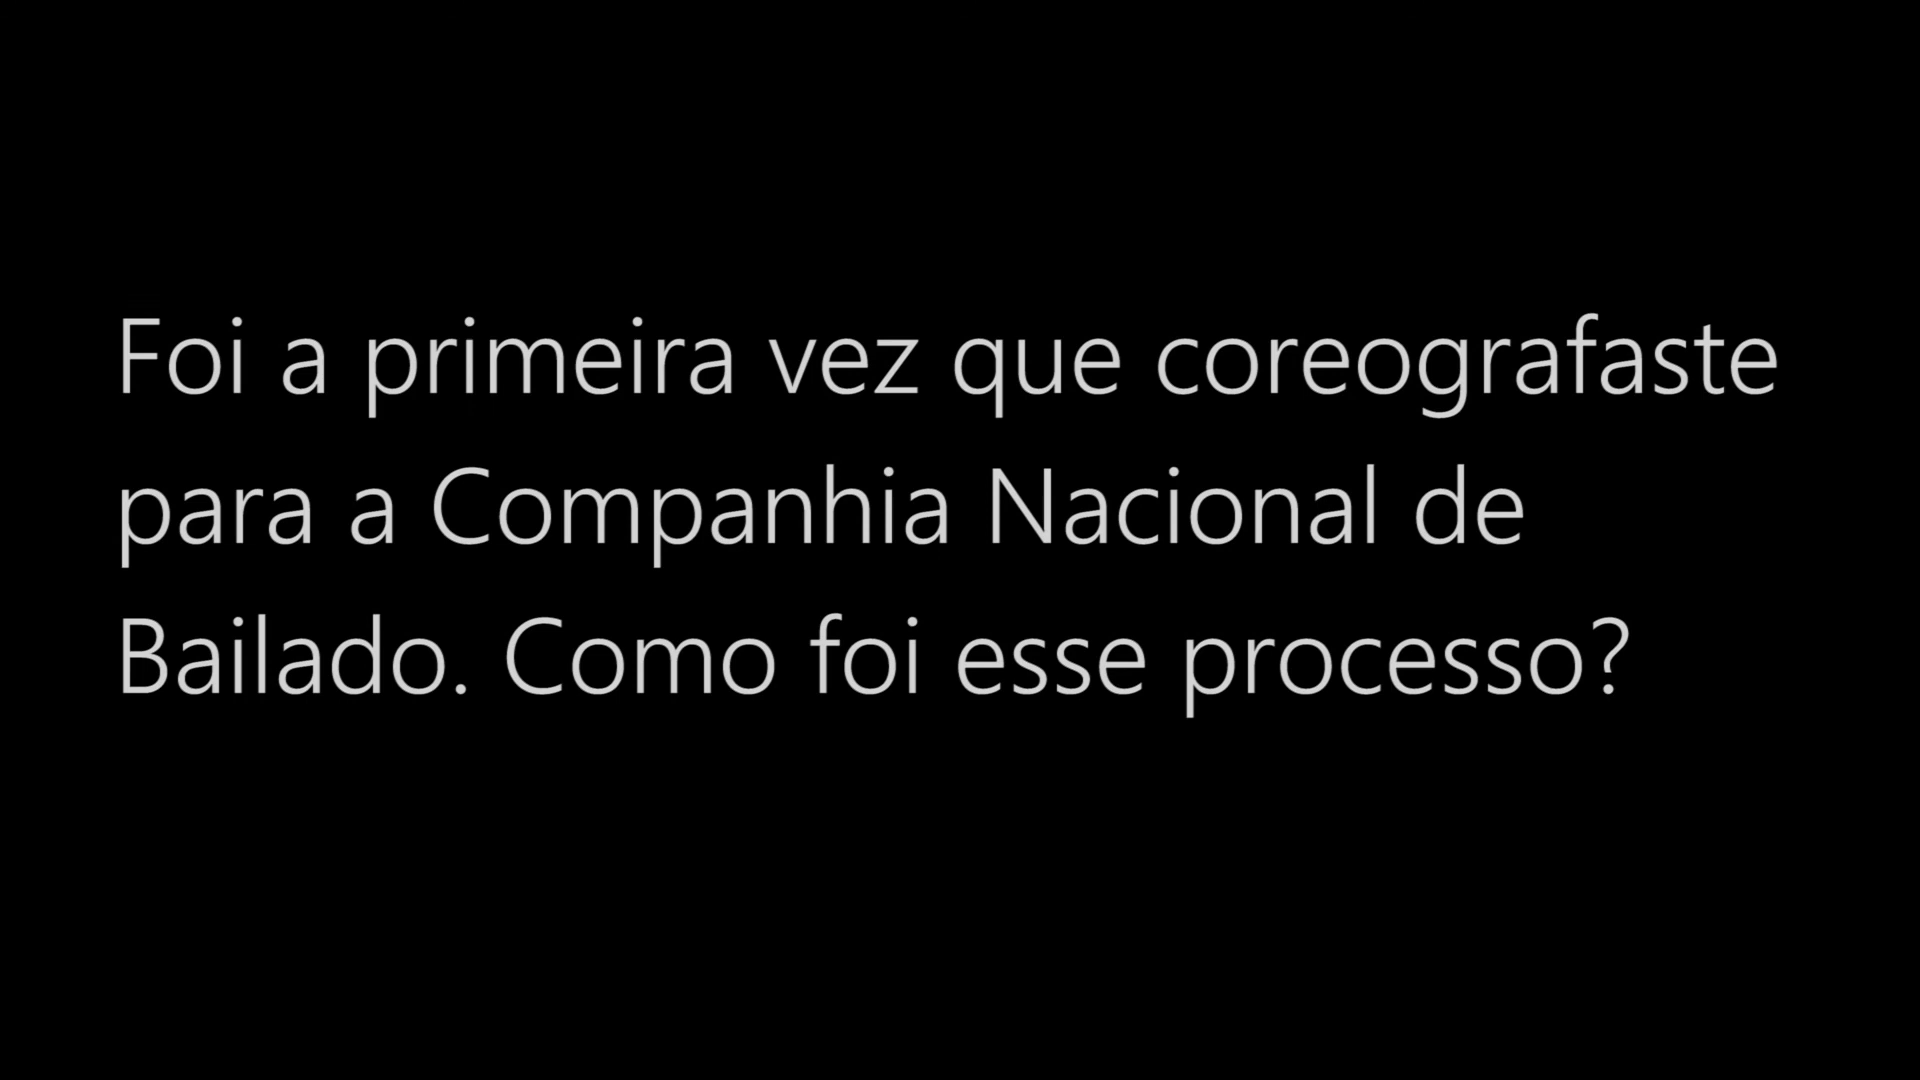 Foi a primeira vez que coreografaste
para a Companhia Nacional de
Bailado. Como foi esse processo?